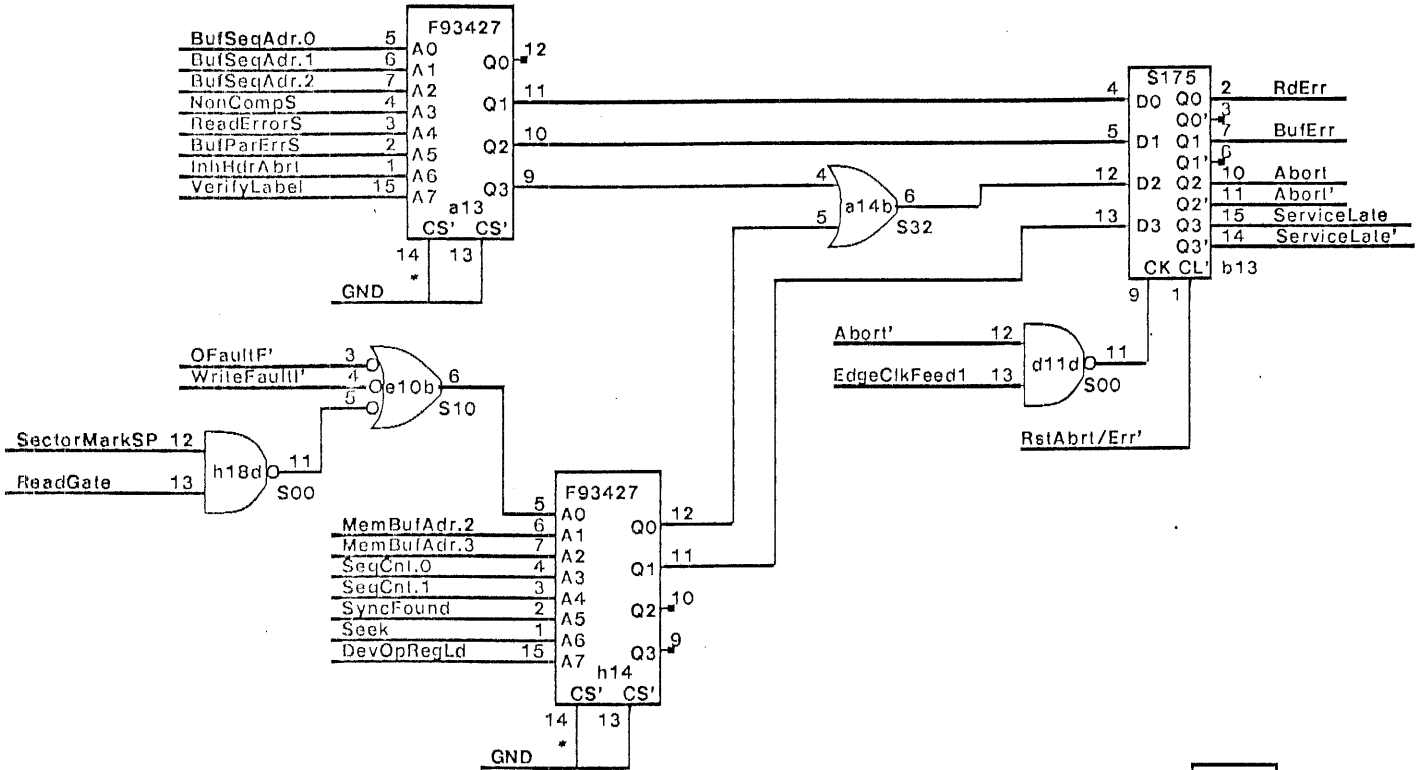 F93427
BufSeqAdr.0 5 A0
BufSeqAdr.1 6 A1
BufSeqAdr.2 7 A2
NonCompS 4 A3
ReadErrorS 3 A4
BufParErrS 2 A5
InhHdrAbrt 1 A6
VerifyLabel 15 A7
Q0 12
Q1 11
Q2 10
Q3 9
a13
CS' CS'
14 13
*
GND
4
5
a14b
6
S32
S175
4 D0 Q0 2 RdErr
Q0' 3
5 D1 Q1 7 BufErr
Q1' 6
12 D2 Q2 10 Abort
Q2' 11 Abort'
13 D3 Q3 15 ServiceLate
Q3' 14 ServiceLate'
CK CL' b13
9 1
Abort' 12
EdgeClkFeed1 13
d11d
11
S00
RstAbrt/Err'
OFaultF' 3
WriteFaultI' 4
5
e10b
6
S10
SectorMarkSP 12
ReadGate 13
h18d
11
S00
F93427
5 A0
MemBufAdr.2 6 A1
MemBufAdr.3 7 A2
SeqCnt.0 4 A3
SeqCnt.1 3 A4
SyncFound 2 A5
Seek 1 A6
DevOpRegLd 15 A7
Q0 12
Q1 11
Q2 10
Q3 9
h14
CS' CS'
14 13
*
GND